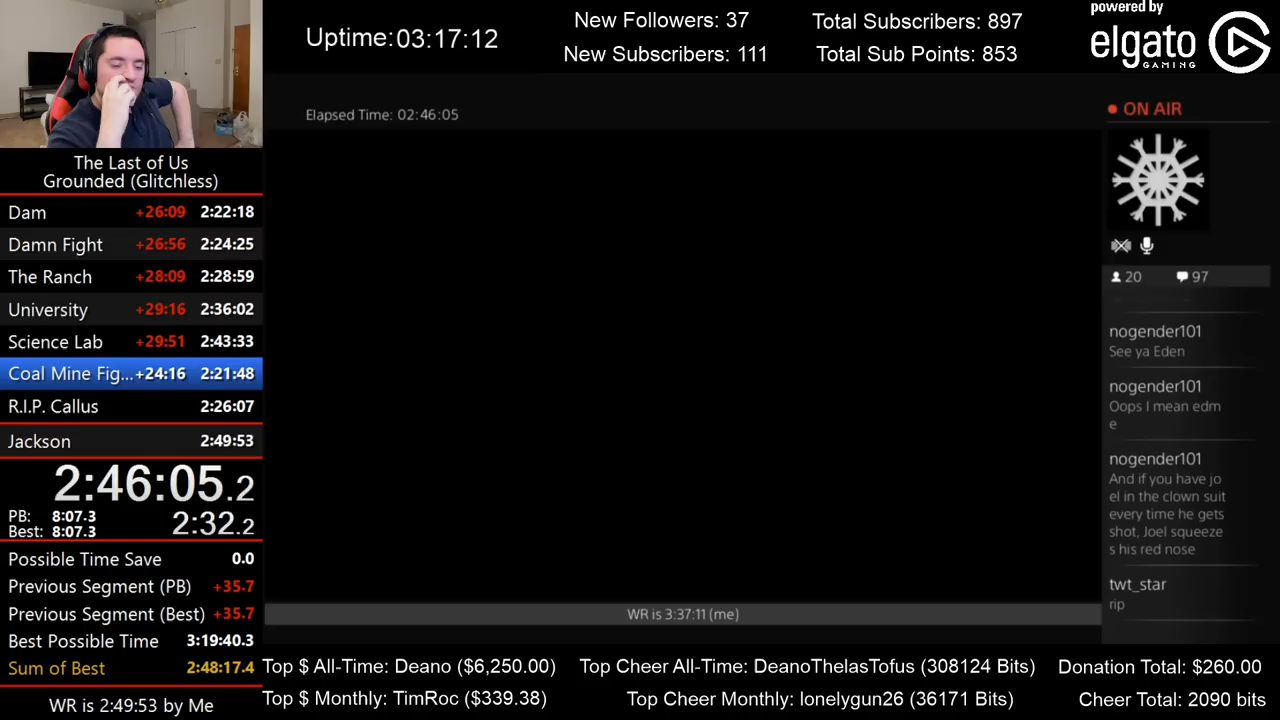 Uptime: 03:17:12
New Followers: 37
New Subscribers: 111
Total Subscribers: 897
Total Sub Points: 853
powered by
elgato
GAMING
The Last of Us
Grounded (Glitchless)
Dam +26:09 2:22:18
Damn Fight +26:56 2:24:25
The Ranch +28:09 2:28:59
University +29:16 2:36:02
Science Lab +29:51 2:43:33
Coal Mine Fig... +24:16 2:21:48
R.I.P. Callus 2:26:07
Jackson 2:49:53
2:46:05.2
PB: 8:07.3
Best: 8:07.3
2:32.2
Possible Time Save 0.0
Previous Segment (PB) +35.7
Previous Segment (Best) +35.7
Best Possible Time 3:19:40.3
Sum of Best 2:48:17.4
WR is 2:49:53 by Me
Elapsed Time: 02:46:05
WR is 3:37:11 (me)
ON AIR
20 97
nogender101
See ya Eden
nogender101
Oops I mean edm
e
nogender101
And if you have jo
el in the clown suit
every time he gets
shot, Joel squeeze
s his red nose
twt_star
rip
Top $ All-Time: Deano ($6,250.00)
Top Cheer All-Time: DeanoThelasTofus (308124 Bits)
Donation Total: $260.00
Top $ Monthly: TimRoc ($339.38)
Top Cheer Monthly: lonelygun26 (36171 Bits)
Cheer Total: 2090 bits